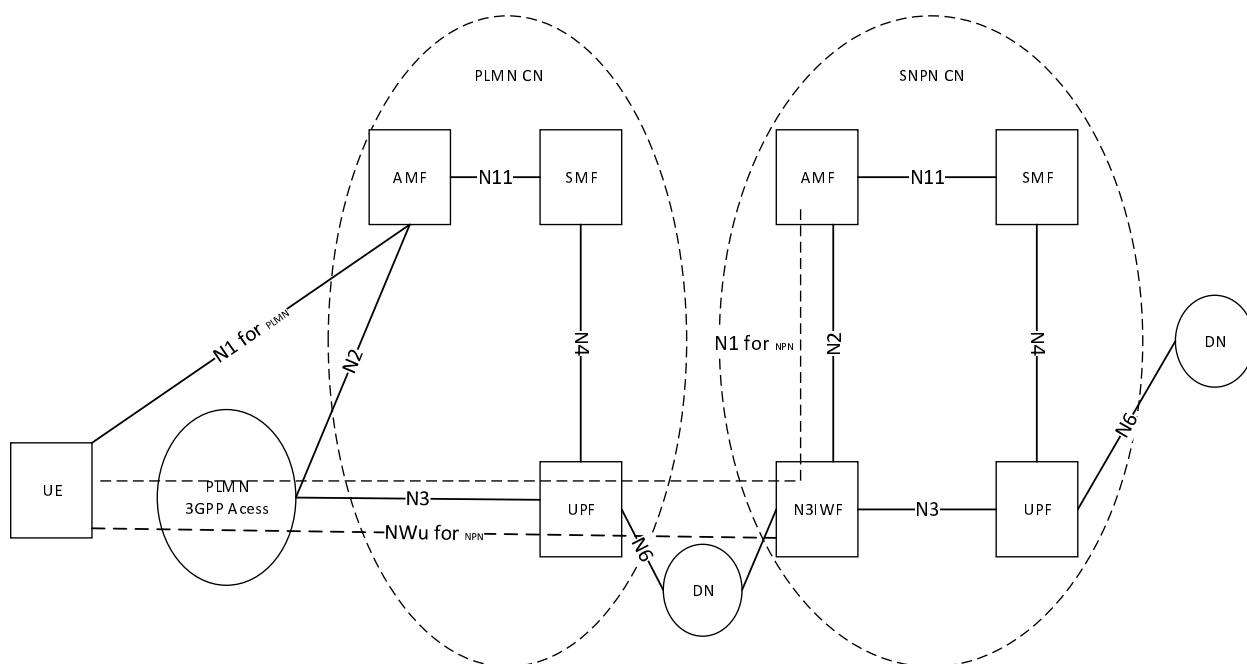 PLMN CN
SNPN CN
AMF
N11
SMF
AMF
N11
SMF
N1 for PLMN
N2
N4
N1 for NPN
N2
N4
DN
N6
UE
PLMN
3GPP Acess
N3
UPF
N3IWF
N3
UPF
NWu for NPN
N6
DN